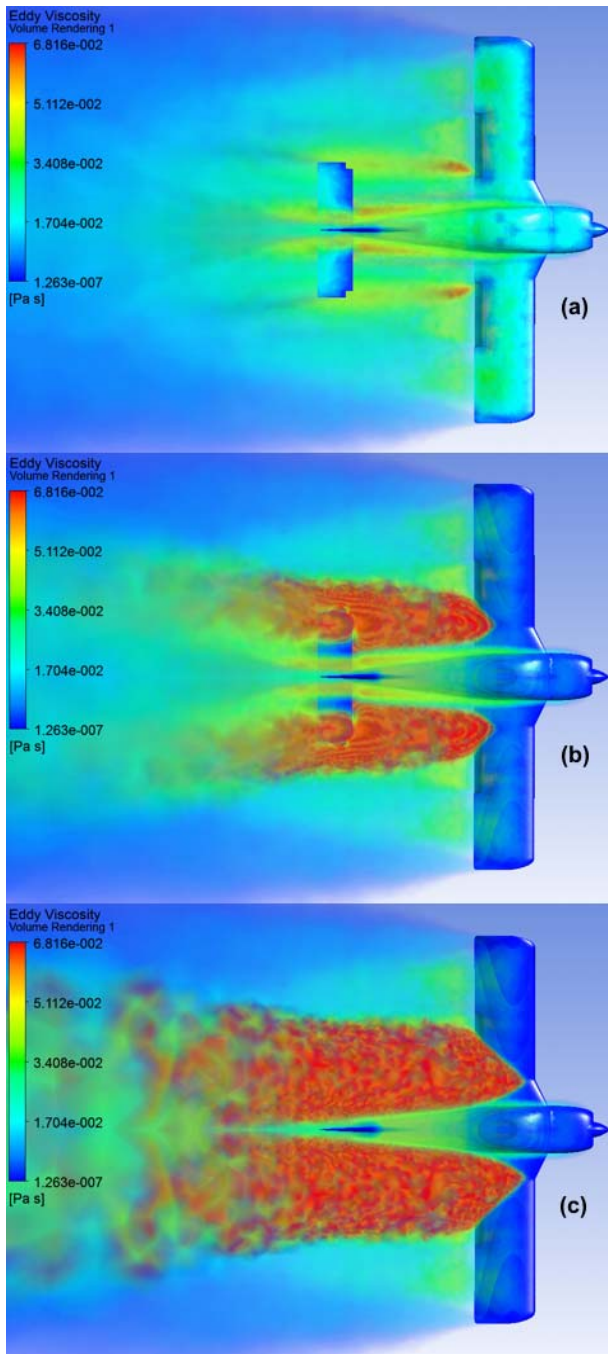 Eddy Viscosity
Volume Rendering 1
6.816e-002
5.112e-002
3.408e-002
1.704e-002
1.263e-007
[Pa s]
(a)
Eddy Viscosity
Volume Rendering 1
6.816e-002
5.112e-002
3.408e-002
1.704e-002
1.263e-007
[Pa s]
(b)
Eddy Viscosity
Volume Rendering 1
6.816e-002
5.112e-002
3.408e-002
1.704e-002
1.263e-007
[Pa s]
(c)